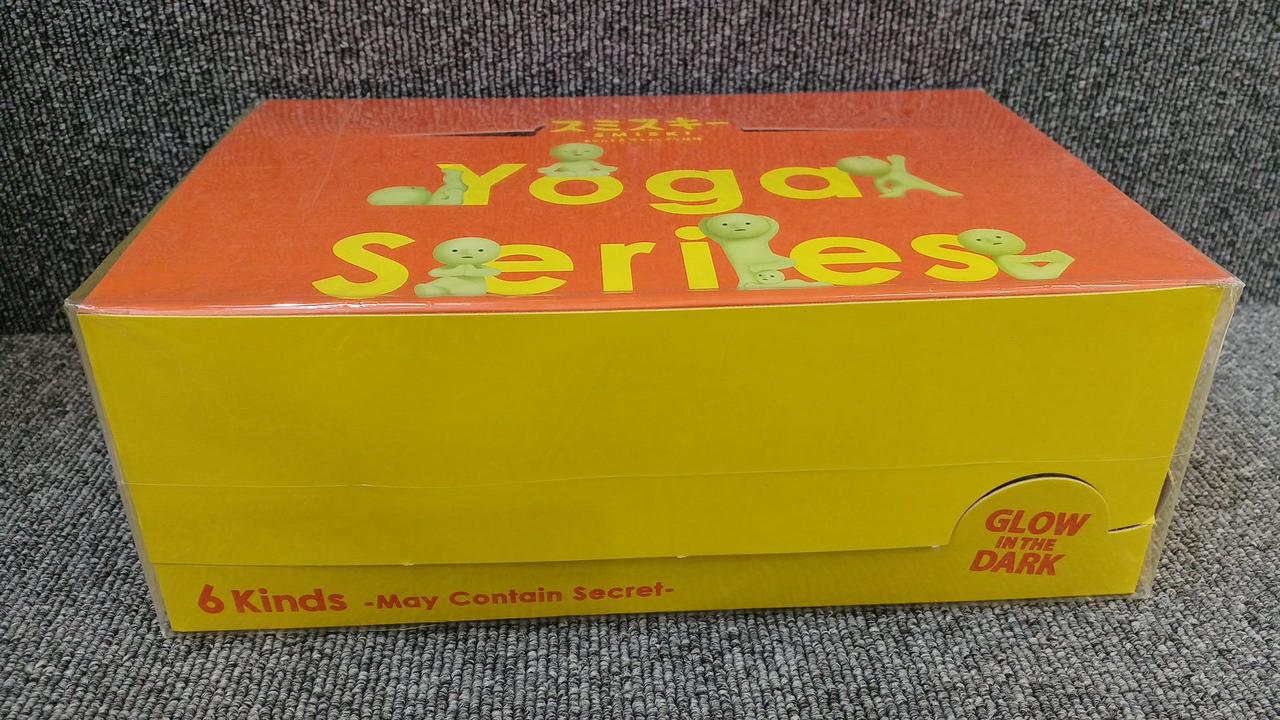 スミスキー
SMISKI
Yoga
Series
GLOW
IN THE
DARK
6 Kinds -May Contain Secret-